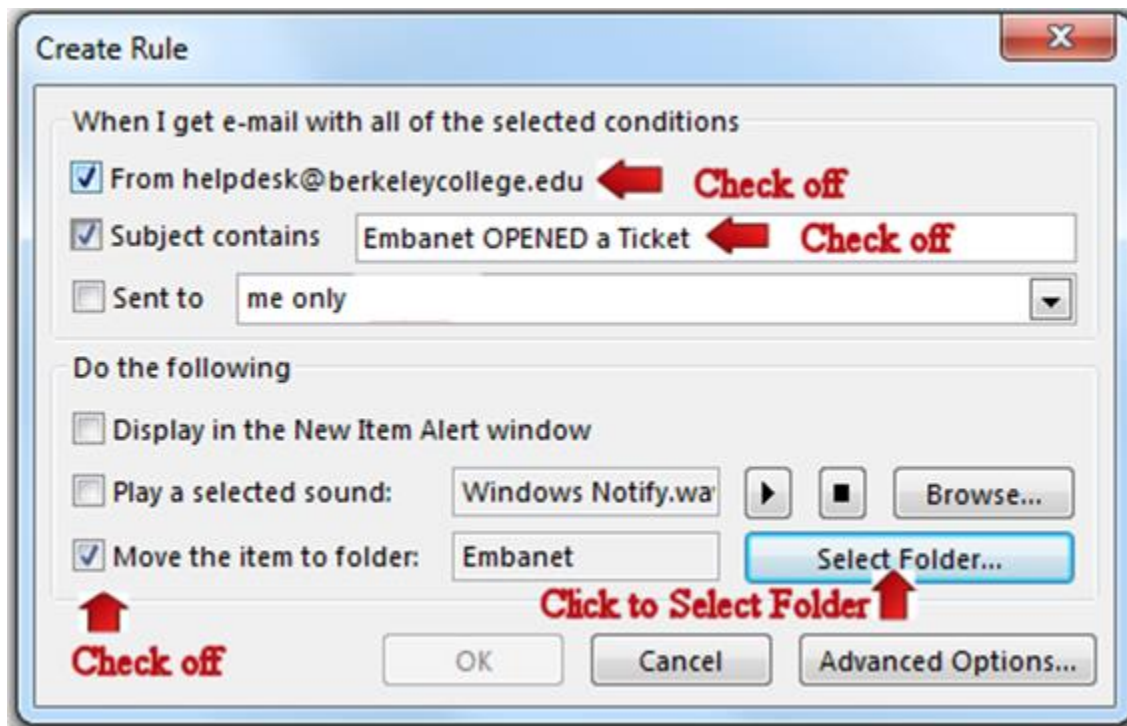 Create Rule
When I get e-mail with all of the selected conditions
From helpdesk@berkeleycollege.edu Check off
Subject contains Embanet OPENED a Ticket Check off
Sent to me only
Do the following
Display in the New Item Alert window
Play a selected sound: Windows Notify.wa Browse...
Move the item to folder: Embanet Select Folder...
Click to Select Folder
Check off OK Cancel Advanced Options...